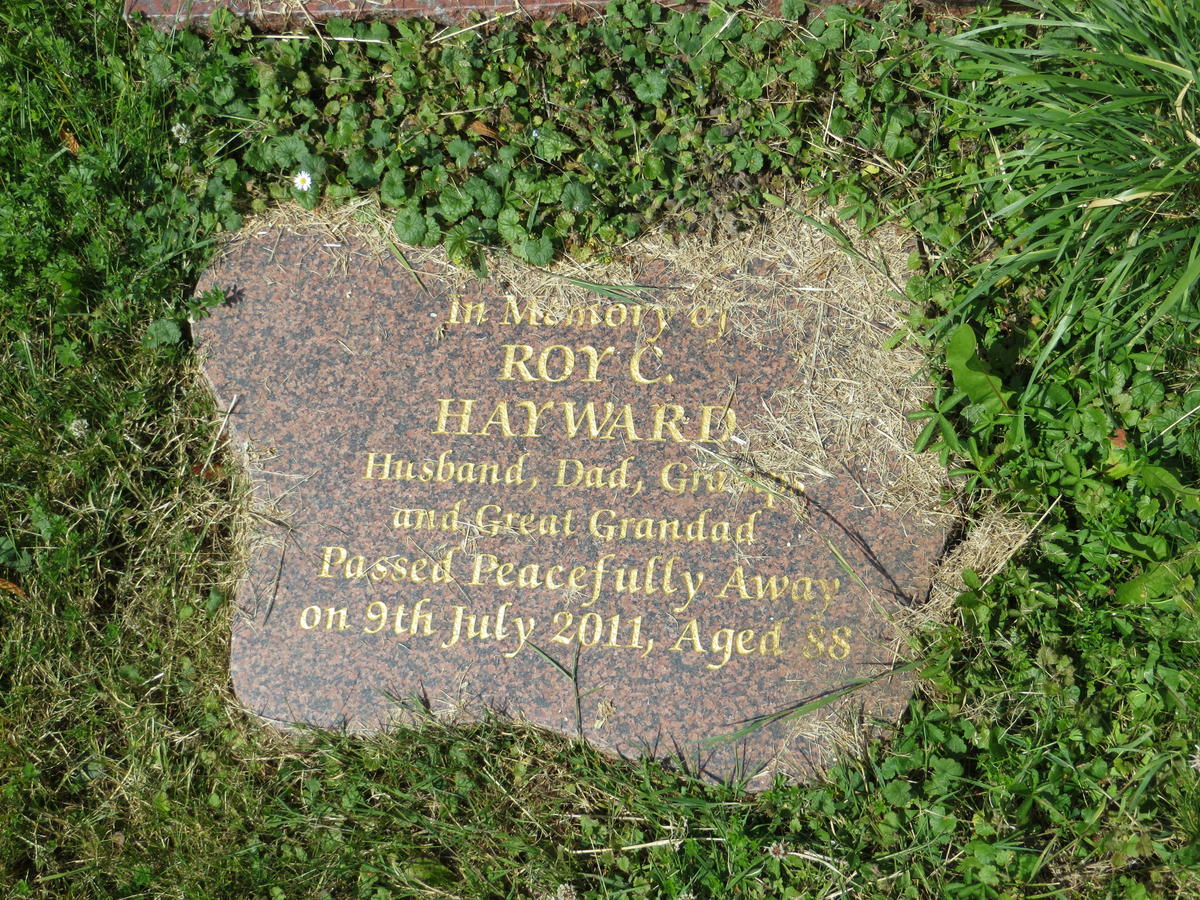 In Memory of
ROY C.
HAYWARD
Husband, Dad, Gramps
and Great Grandad
Passed Peacefully Away
on 9th July 2011, Aged 88